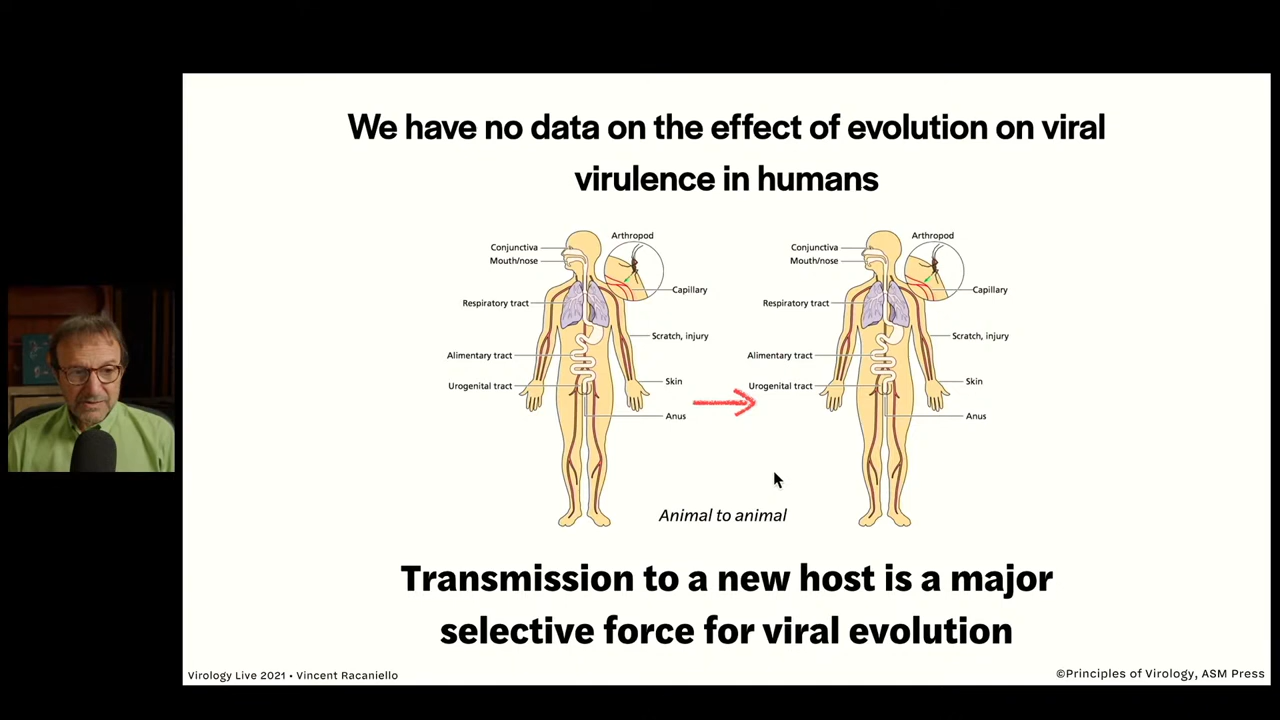 We have no data on the effect of evolution on viral
virulence in humans
Arthropod
Conjunctiva
Mouth/nose
Capillary
Respiratory tract
Scratch, injury
Alimentary tract
Skin
Urogenital tract
Anus
Arthropod
Conjunctiva
Mouth/nose
Capillary
Respiratory tract
Scratch, injury
Alimentary tract
Skin
Urogenital tract
Anus
Animal to animal
Transmission to a new host is a major
selective force for viral evolution
Virology Live 2021 • Vincent Racaniello
©Principles of Virology, ASM Press